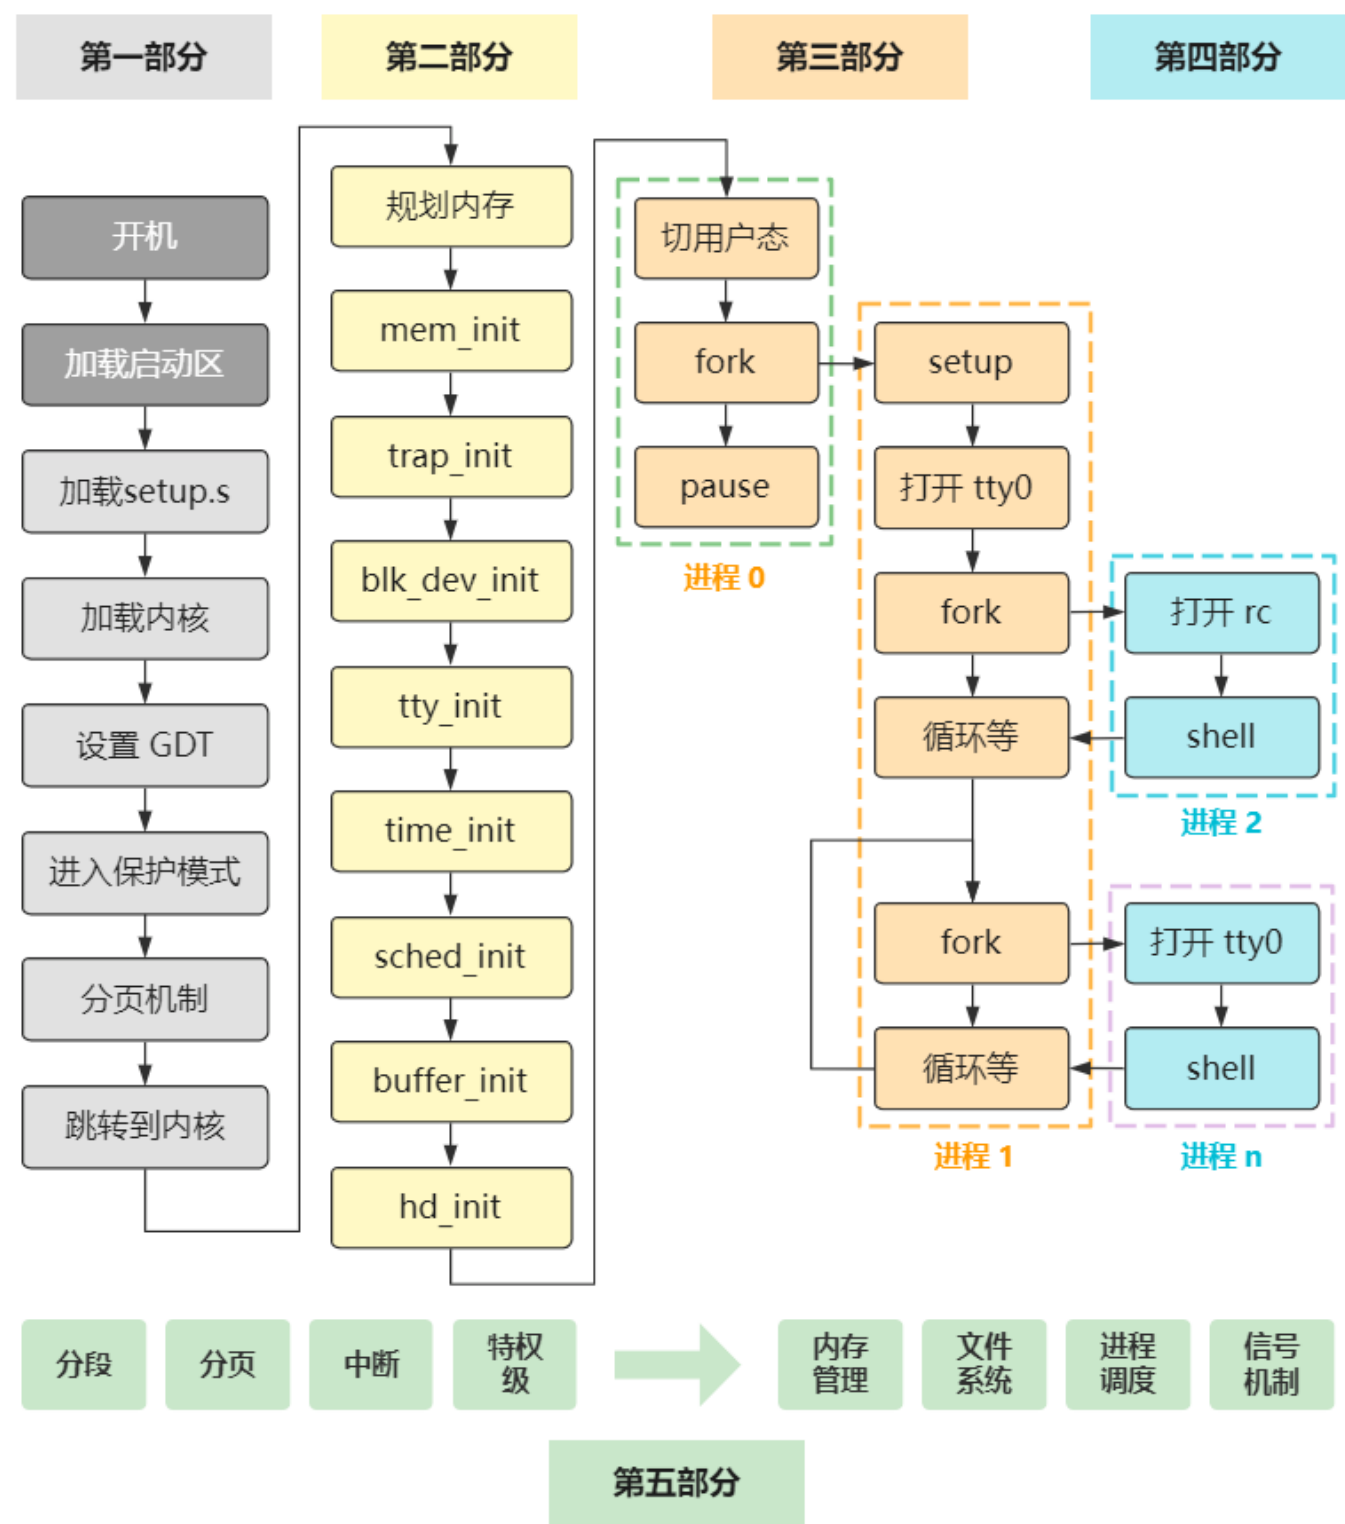 第一部分
第二部分
第三部分
第四部分
开机
加载启动区
加载setup.s
加载内核
设置 GDT
进入保护模式
分页机制
跳转到内核
规划内存
mem_init
trap_init
blk_dev_init
tty_init
time_init
sched_init
buffer_init
hd_init
切用户态
fork
pause
进程 0
setup
打开 tty0
fork
循环等
fork
循环等
进程 1
打开 rc
shell
进程 2
打开 tty0
shell
进程 n
分段
分页
中断
特权
级
内存
管理
文件
系统
进程
调度
信号
机制
第五部分